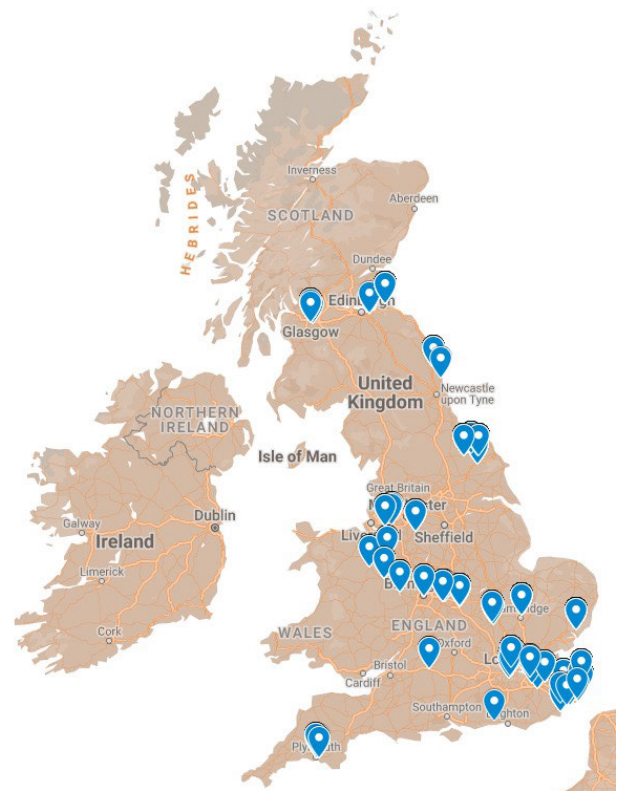 HEBRIDES
Inverness
Aberdeen
SCOTLAND
Dundee
Edinburgh
Glasgow
United
Kingdom
Newcastle
upon Tyne
NORTHERN
IRELAND
Isle of Man
Great Britain
Dublin
Galway
Ireland
Sheffield
Limerick
Cork
WALES
ENGLAND
Oxford
Bristol
Cardiff
Southampton